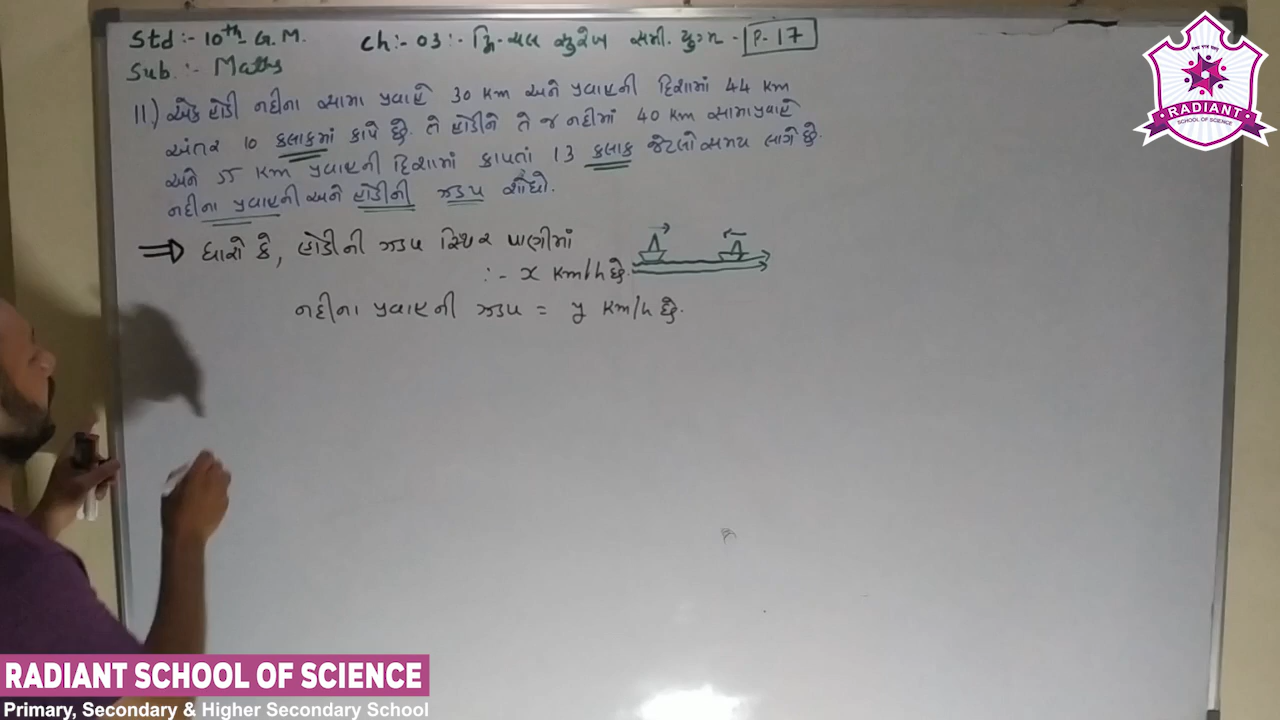 Std :- 10th G.M. Ch:- 03 :- દ્વિ-ચલ સુરેખ સમી. યુગ્મ - P-17
Sub :- Maths
11) એક હોડી નદીના સામા પ્રવાહે 30 Km અને પ્રવાહની દિશામાં 44 Km
અંતર 10 કલાકમાં કાપે છે. તે હોડીને તે જ નદીમાં 40 Km સામાપ્રવાહે
અને 55 Km પ્રવાહની દિશામાં કાપતાં 13 કલાક જેટલો સમય લાગે છે.
નદીના પ્રવાહની અને હોડીની ઝડપ શોધો.
⇒ ધારો કે, હોડીની ઝડપ સ્થિર પાણીમાં
:- x Km/h છે.
નદીના પ્રવાહની ઝડપ = y Km/h છે.
RADIANT
SCHOOL OF SCIENCE
RADIANT SCHOOL OF SCIENCE
Primary, Secondary & Higher Secondary School